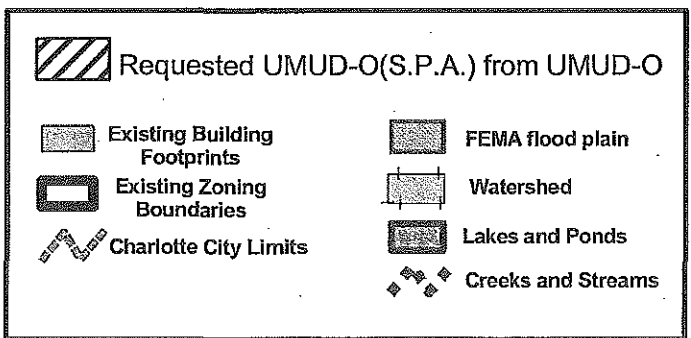 Requested UMUD-O(S.P.A.) from UMUD-O
Existing Building
Footprints
Existing Zoning
Boundaries
Charlotte City Limits
FEMA flood plain
Watershed
Lakes and Ponds
Creeks and Streams